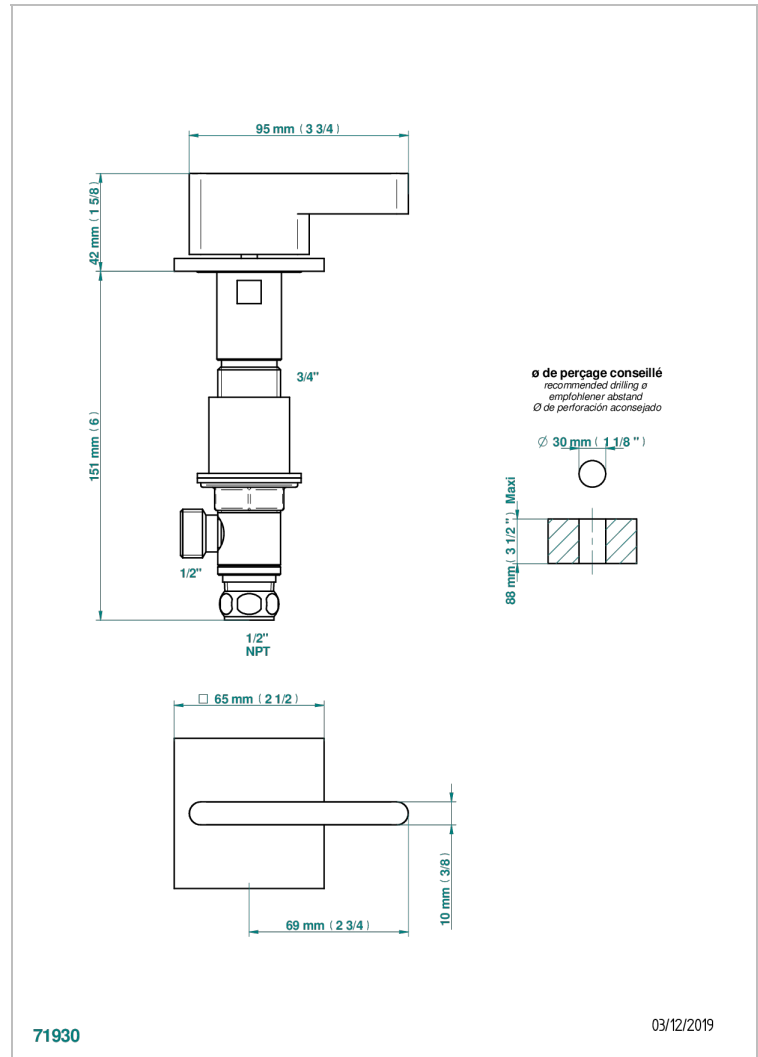 95 mm ( 3 3/4 )
42 mm ( 1 5/8 )
3/4"
151 mm ( 6 )
1/2"
1/2"
NPT
ø de perçage conseillé
recommended drilling ø
empfohlener abstand
Ø de perforación aconsejado
∅ 30 mm ( 1 1/8 " )
88 mm ( 3 1/2 " ) Maxi
□ 65 mm ( 2 1/2 )
10 mm ( 3/8 )
69 mm ( 2 3/4 )
71930
03/12/2019